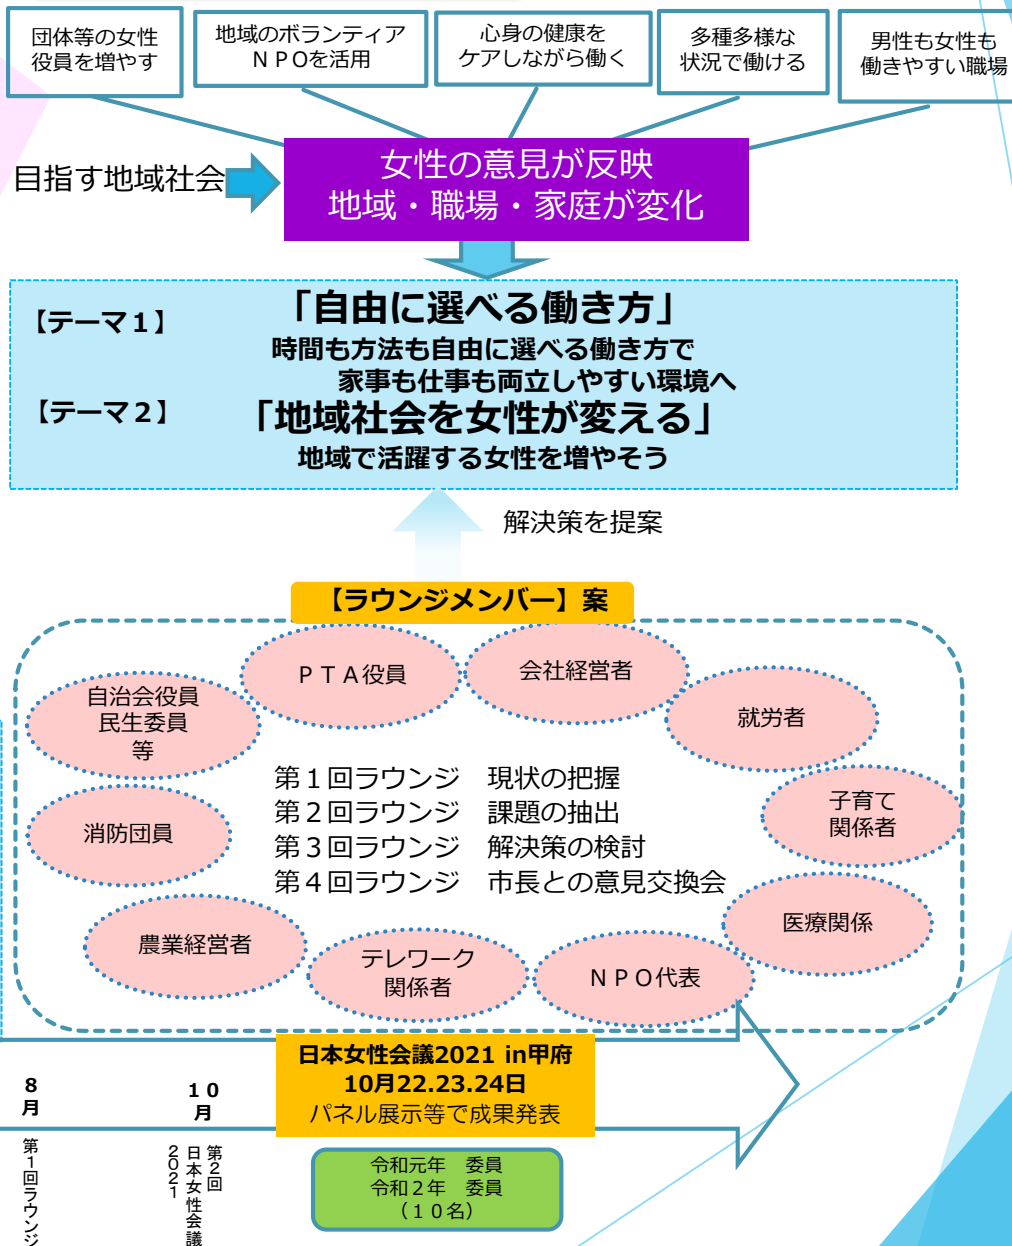 団体等の女性
役員を増やす
地域のボランティア
ＮＰＯを活用
心身の健康を
ケアしながら働く
多種多様な
状況で働ける
男性も女性も
働きやすい職場
目指す地域社会
女性の意見が反映
地域・職場・家庭が変化
【テーマ１】
「自由に選べる働き方」
時間も方法も自由に選べる働き方で
家事も仕事も両立しやすい環境へ
【テーマ２】
「地域社会を女性が変える」
地域で活躍する女性を増やそう
解決策を提案
【ラウンジメンバー】案
ＰＴＡ役員
会社経営者
自治会役員
民生委員
等
就労者
消防団員
子育て
関係者
第１回ラウンジ　現状の把握
第２回ラウンジ　課題の抽出
第３回ラウンジ　解決策の検討
第４回ラウンジ　市長との意見交換会
農業経営者
テレワーク
関係者
ＮＰＯ代表
医療関係
日本女性会議2021 in甲府
10月22.23.24日
パネル展示等で成果発表
8
月
第1回ラウンジ
１０
月
第2回
日本女性会議
2021
令和元年　委員
令和２年　委員
（１０名）